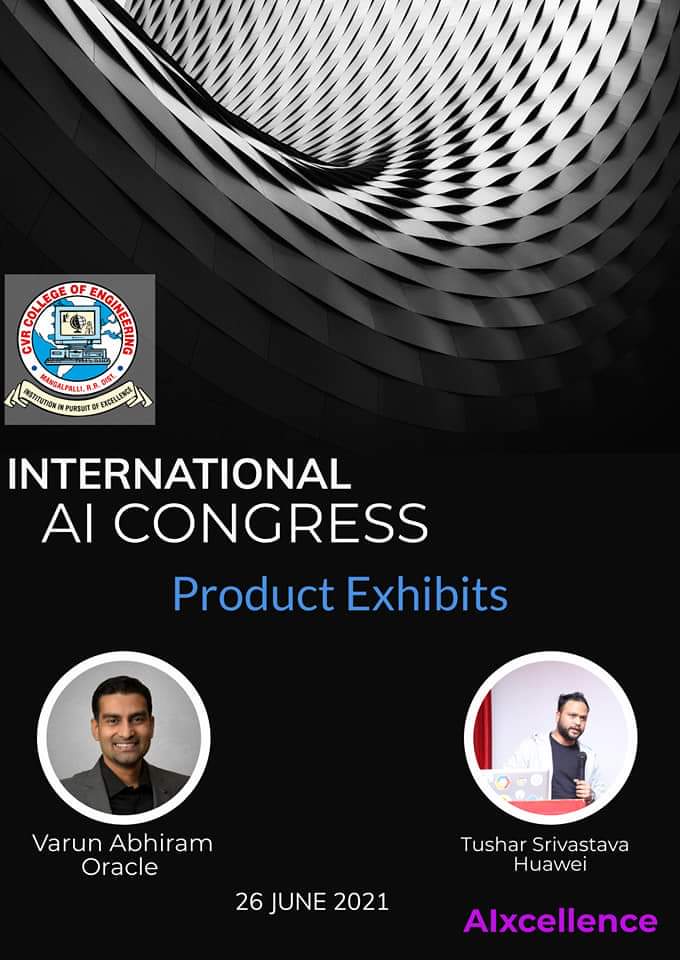 CVR COLLEGE OF ENGINEERING
MANGALPALLI, R.R. DIST.
INSTITUTION IN PURSUIT OF EXCELLENCE
INTERNATIONAL
AI CONGRESS
Product Exhibits
Varun Abhiram
Oracle
Tushar Srivastava
Huawei
26 JUNE 2021
AIxcellence